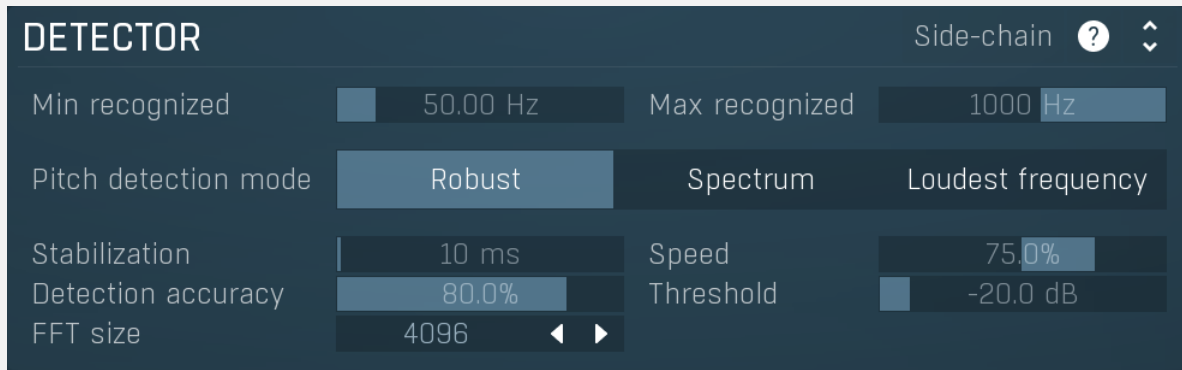 DETECTOR Side-chain ?
Min recognized 50.00 Hz Max recognized 1000 Hz
Pitch detection mode Robust Spectrum Loudest frequency
Stabilization 10 ms Speed 75.0%
Detection accuracy 80.0% Threshold -20.0 dB
FFT size 4096